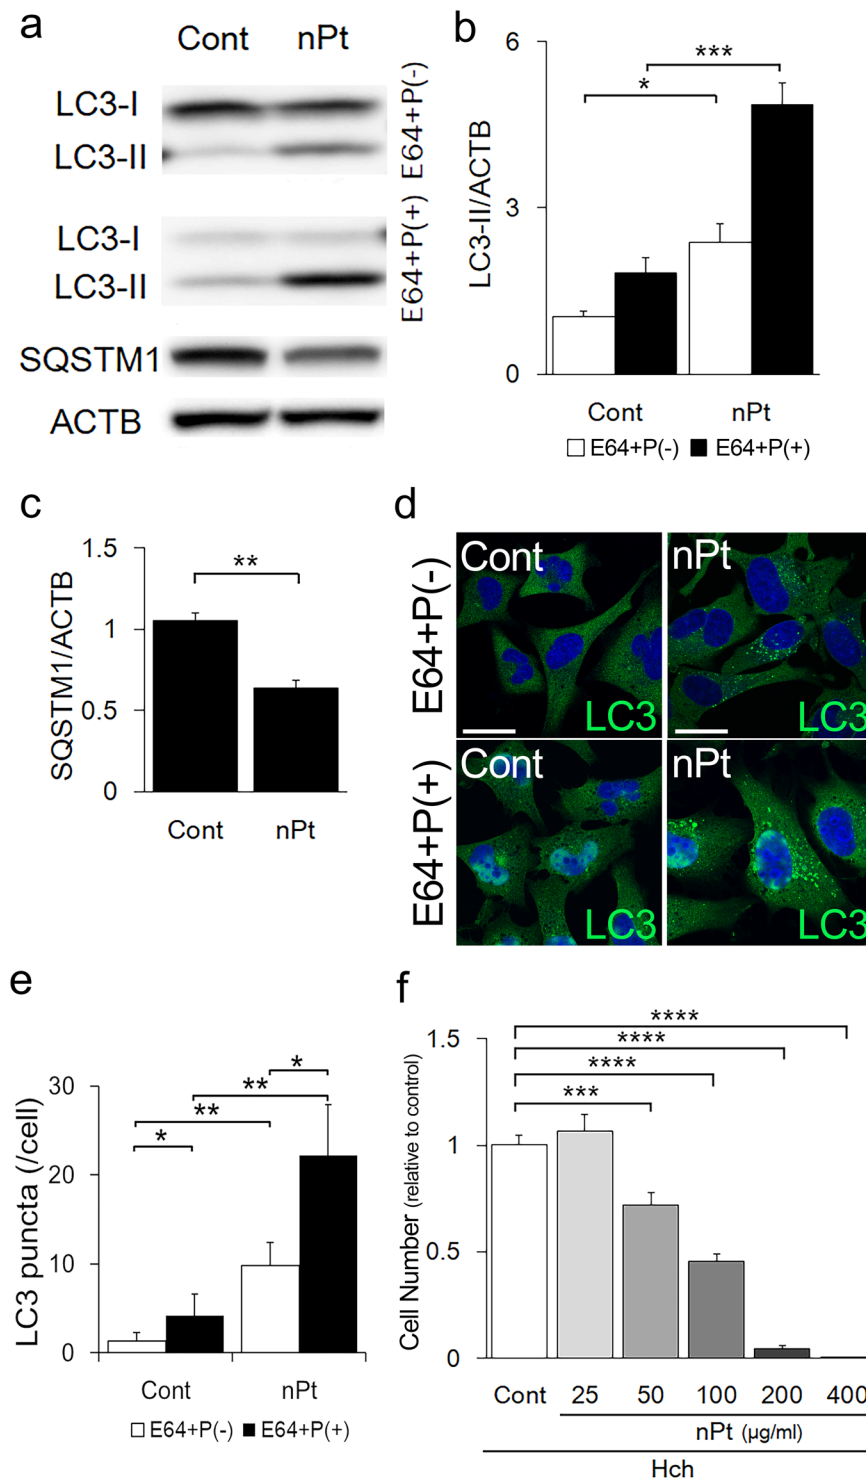 a
Cont nPt
LC3-I
LC3-II
E64+P(-)
LC3-I
LC3-II
E64+P(+)
SQSTM1
ACTB
b
6
3
0
LC3-II/ACTB
* ***
Cont nPt
E64+P(-) E64+P(+)
c
1.5
1
0.5
0
SQSTM1/ACTB
**
Cont nPt
d
E64+P(-)
Cont nPt
LC3 LC3
E64+P(+)
Cont nPt
LC3 LC3
e
30
20
10
0
LC3 puncta (/cell)
*
**
**
*
Cont nPt
E64+P(-) E64+P(+)
f
1.5
1
0.5
0
Cell Number (relative to control)
****
****
****
***
Cont 25 50 100 200 400
nPt (µg/ml)
Hch